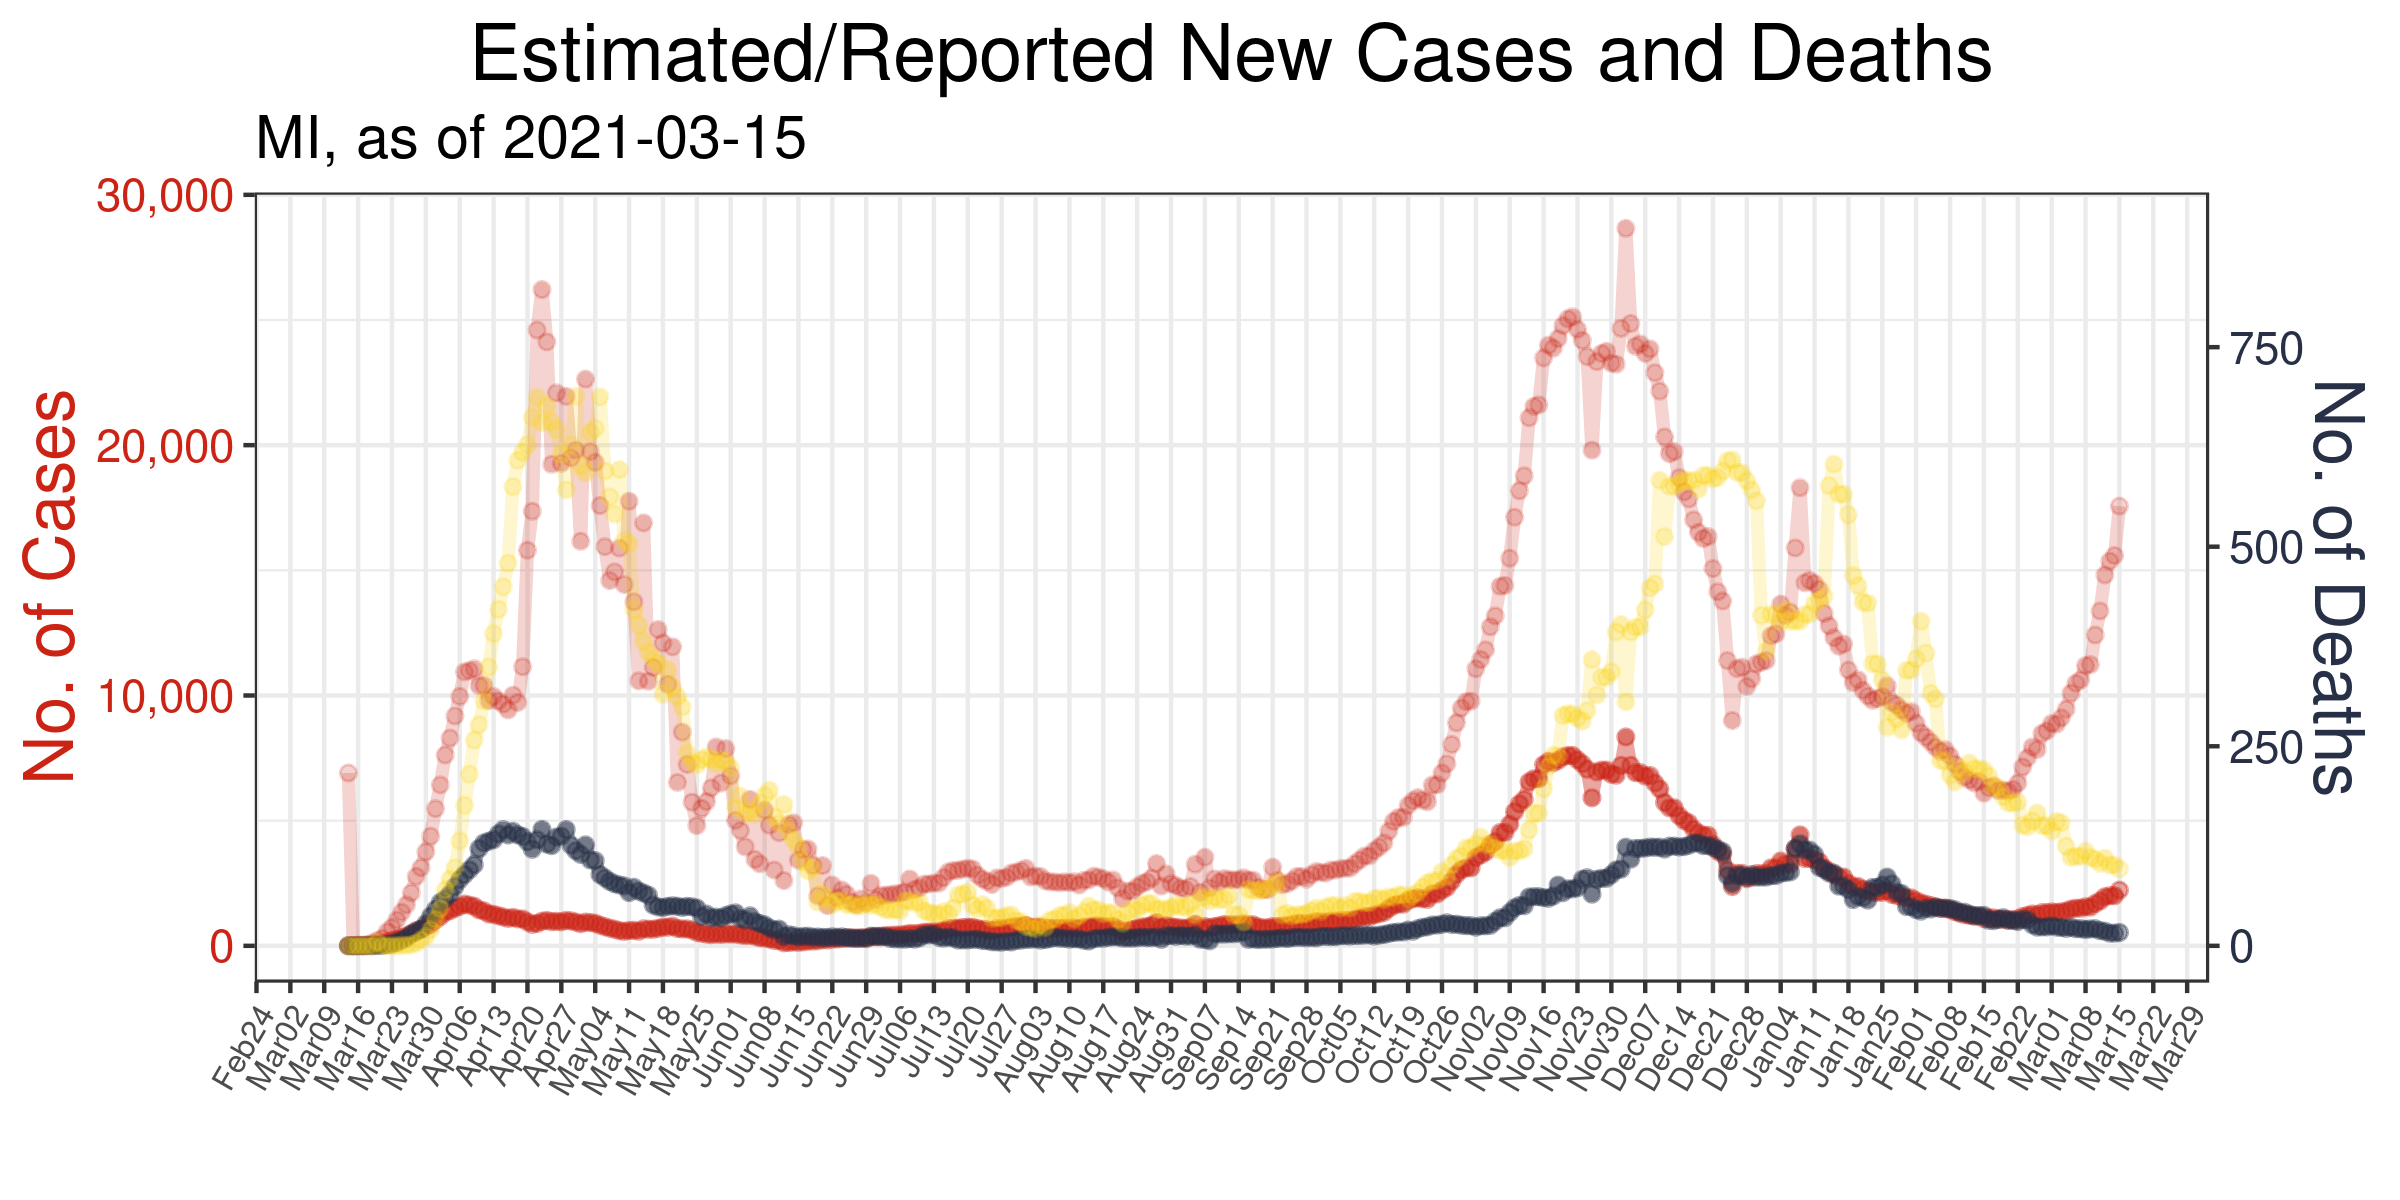 Estimated/Reported New Cases and Deaths
MI, as of 2021-03-15
No. of Cases
30,000
20,000
10,000
0
No. of Deaths
750
500
250
0
Feb24
Mar02
Mar09
Mar16
Mar23
Mar30
Apr06
Apr13
Apr20
Apr27
May04
May11
May18
May25
Jun01
Jun08
Jun15
Jun22
Jun29
Jul06
Jul13
Jul20
Jul27
Aug03
Aug10
Aug17
Aug24
Aug31
Sep07
Sep14
Sep21
Sep28
Oct05
Oct12
Oct19
Oct26
Nov02
Nov09
Nov16
Nov23
Nov30
Dec07
Dec14
Dec21
Dec28
Jan04
Jan11
Jan18
Jan25
Feb01
Feb08
Feb15
Feb22
Mar01
Mar08
Mar15
Mar22
Mar29